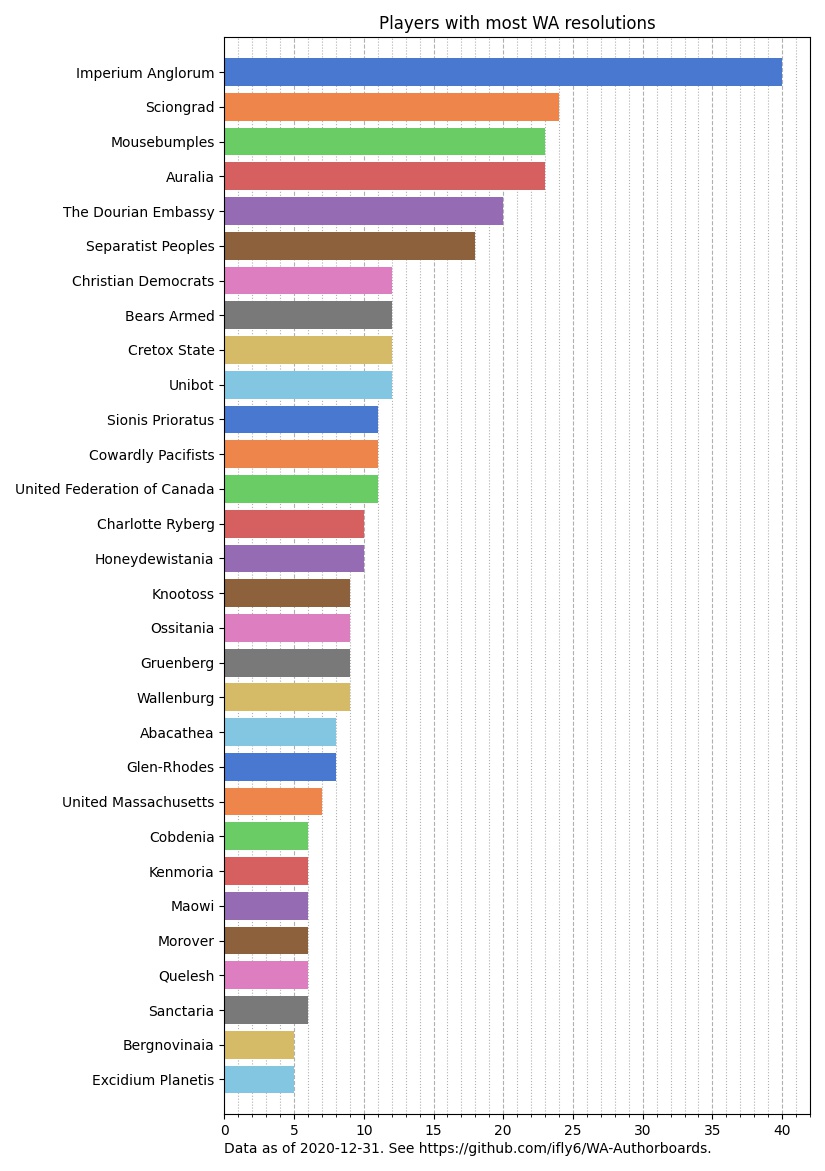 Players with most WA resolutions
Imperium Anglorum
Sciongrad
Mousebumples
Auralia
The Dourian Embassy
Separatist Peoples
Christian Democrats
Bears Armed
Cretox State
Unibot
Sionis Prioratus
Cowardly Pacifists
United Federation of Canada
Charlotte Ryberg
Honeydewistania
Knootoss
Ossitania
Gruenberg
Wallenburg
Abacathea
Glen-Rhodes
United Massachusetts
Cobdenia
Kenmoria
Maowi
Morover
Quelesh
Sanctaria
Bergnovinaia
Excidium Planetis
0 5 10 15 20 25 30 35 40
Data as of 2020-12-31. See https://github.com/ifly6/WA-Authorboards.